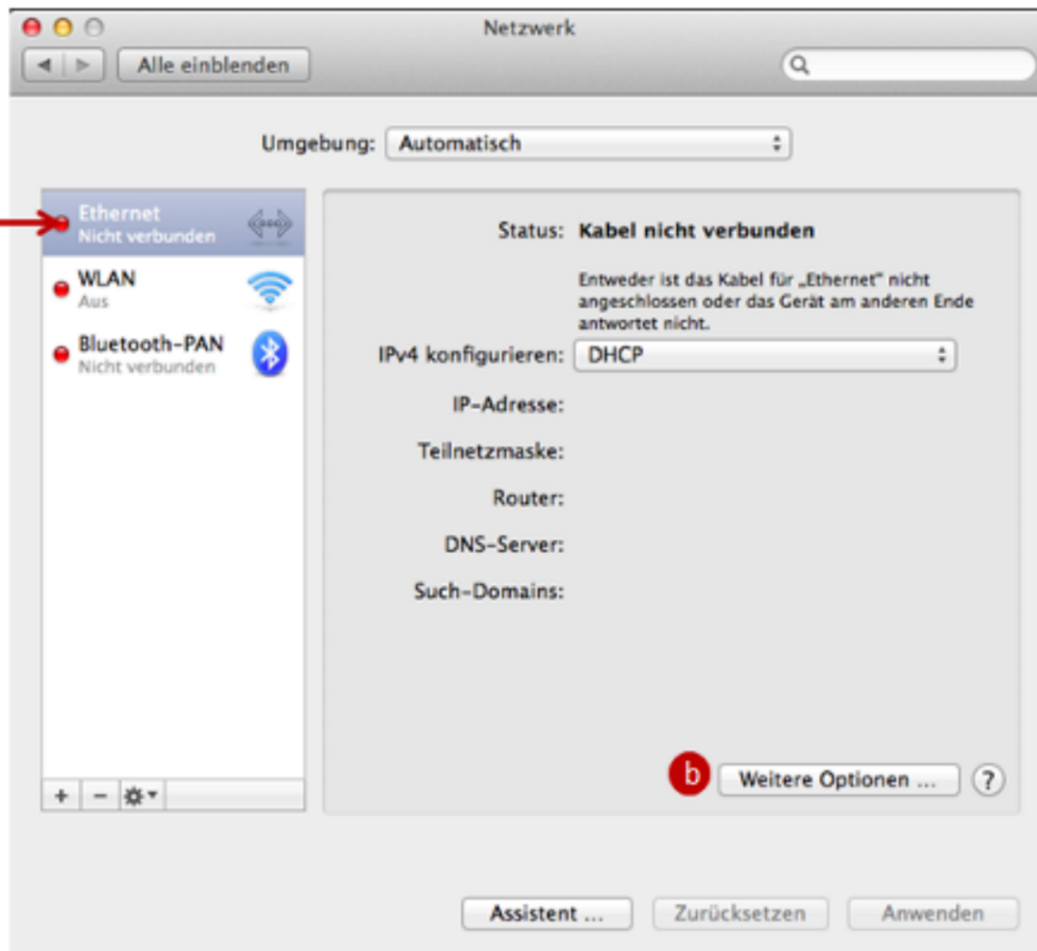 Netzwerk
Alle einblenden
Umgebung: Automatisch
Ethernet
Nicht verbunden
WLAN
Aus
Bluetooth-PAN
Nicht verbunden
Status: Kabel nicht verbunden
Entweder ist das Kabel für „Ethernet“ nicht
angeschlossen oder das Gerät am anderen Ende
antwortet nicht.
IPv4 konfigurieren: DHCP
IP-Adresse:
Teilnetzmaske:
Router:
DNS-Server:
Such-Domains:
b Weitere Optionen ... ?
Assistent ... Zurücksetzen Anwenden